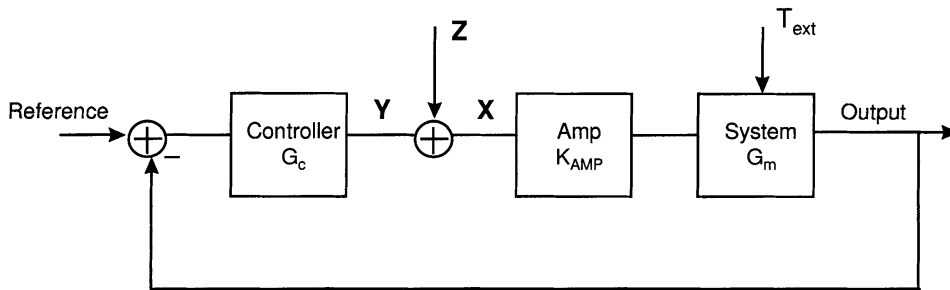 Z
T_ext
Reference
Controller
G_c
Y
X
Amp
K_AMP
System
G_m
Output